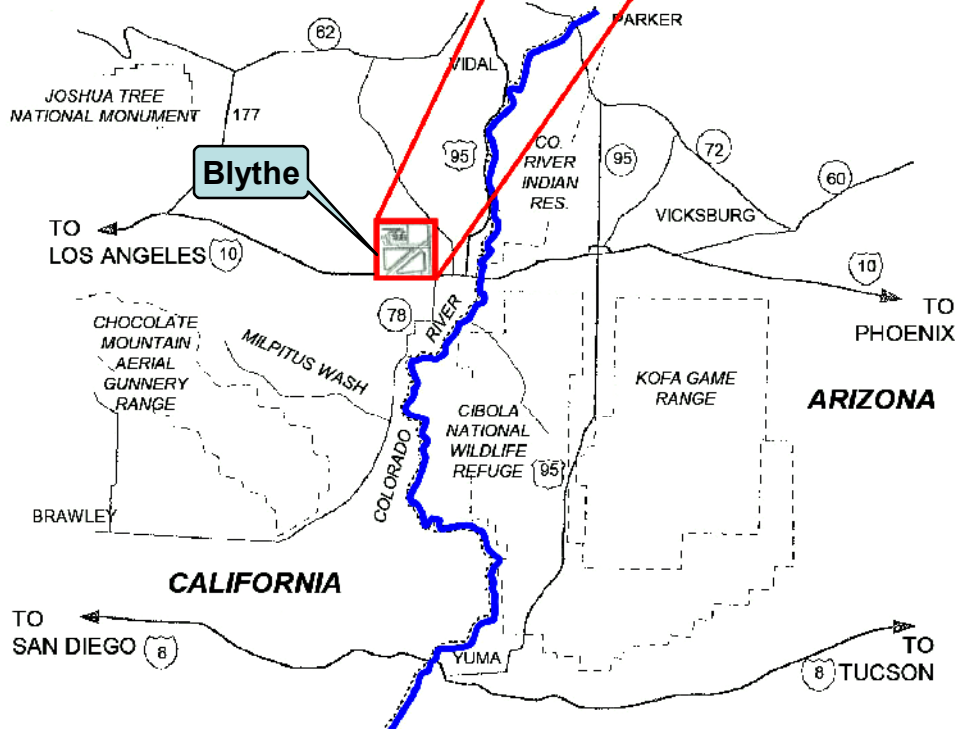 PARKER
62
VIDAL
JOSHUA TREE
NATIONAL MONUMENT
177
95
CO.
RIVER
INDIAN
RES.
95
72
60
Blythe
VICKSBURG
TO
LOS ANGELES
10
10
TO
PHOENIX
78
RIVER
CHOCOLATE
MOUNTAIN
AERIAL
GUNNERY
RANGE
MILPITUS WASH
KOFA GAME
RANGE
ARIZONA
CIBOLA
NATIONAL
WILDLIFE
REFUGE
95
COLORADO
BRAWLEY
CALIFORNIA
TO
SAN DIEGO
8
YUMA
TO
8
TUCSON